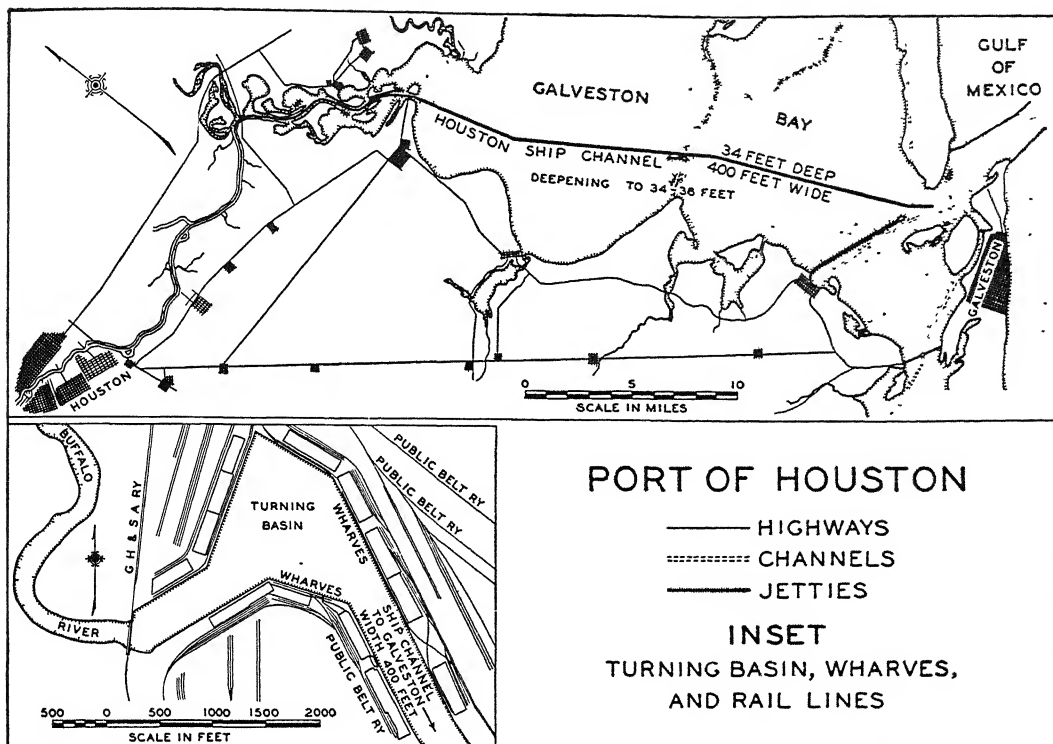 GULF
OF
MEXICO
GALVESTON
BAY
HOUSTON SHIP CHANNEL
34 FEET DEEP
400 FEET WIDE
DEEPENING TO 34-36 FEET
GALVESTON
HOUSTON
0 5 10
SCALE IN MILES
BUFFALO
RIVER
G H & S A RY
TURNING
BASIN
WHARVES
WHARVES
PUBLIC BELT RY
PUBLIC BELT RY
PUBLIC BELT RY
SHIP CHANNEL
TO GALVESTON
WIDTH 400 FEET
500 0 500 1000 1500 2000
SCALE IN FEET
PORT OF HOUSTON
HIGHWAYS
CHANNELS
JETTIES
INSET
TURNING BASIN, WHARVES,
AND RAIL LINES